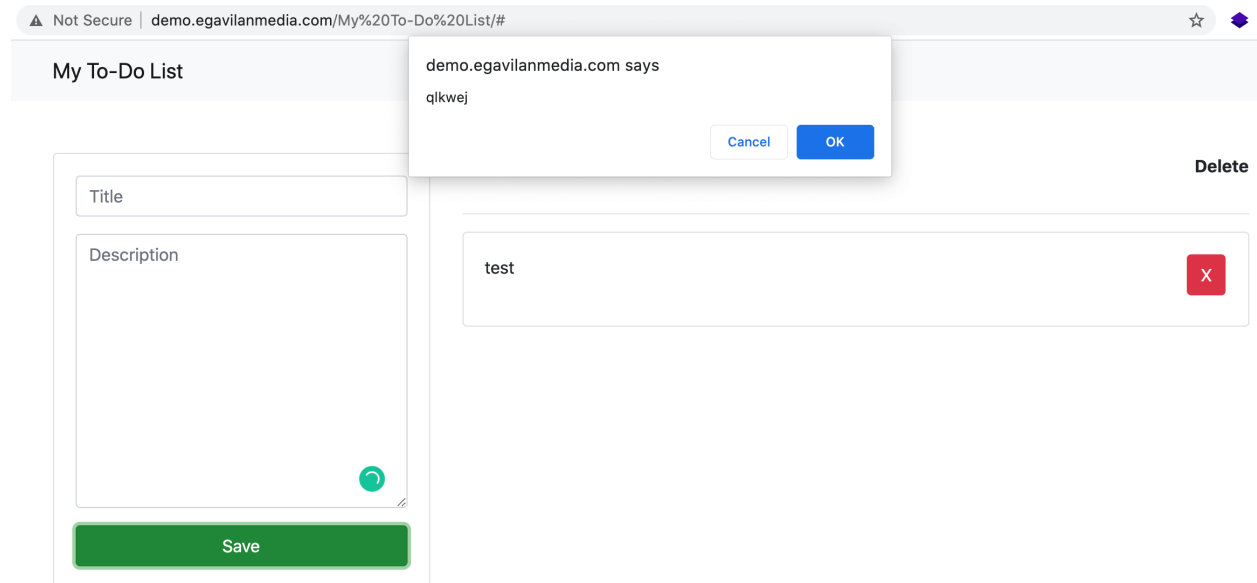 Not Secure | demo.egavilanmedia.com/My%20To-Do%20List/#
My To-Do List
demo.egavilanmedia.com says
qlkwej
Cancel
OK
Delete
Title
Description
test
X
Save